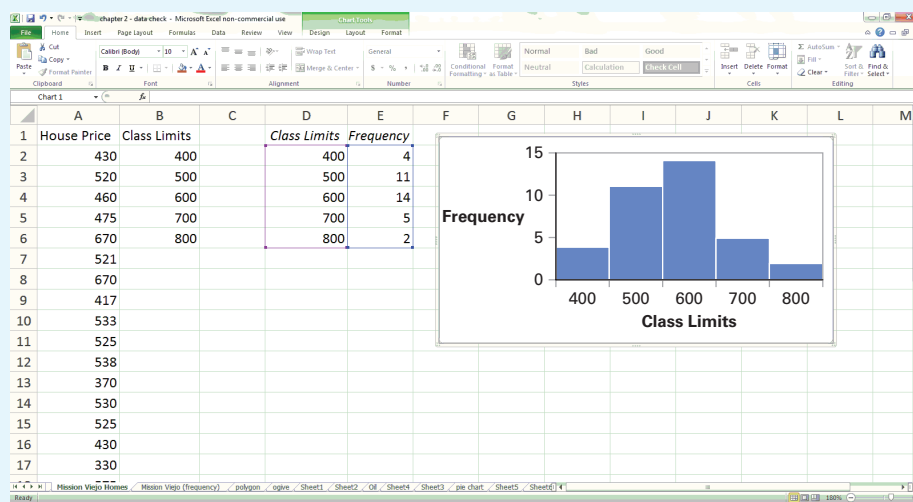 chapter 2 - data check - Microsoft Excel non-commercial use Chart Tools
File Home Insert Page Layout Formulas Data Review View Design Layout Format
Cut Calibri (Body) 10 A A Wrap Text General Normal Bad Good AutoSum
Copy Fill
Paste Format Painter B I U A Merge & Center $ % , Conditional Format Neutral Calculation Check Cell Insert Delete Format Clear Sort & Find &
Formatting as Table Filter Select
Clipboard Font Alignment Number Styles Cells Editing
Chart 1 fx
A B C D E F G H I J K L M
1 House Price Class Limits Class Limits Frequency
2 430 400 400 4
3 520 500 500 11
4 460 600 600 14
5 475 700 700 5
6 670 800 800 2
7 521
8 670
9 417
10 533
11 525
12 538
13 370
14 530
15 525
16 430
17 330
15
10
Frequency
5
0
400 500 600 700 800
Class Limits
Mission Viejo Homes Mission Viejo (frequency) polygon ogive Sheet1 Sheet2 Oil Sheet4 Sheet3 pie chart Sheet5 Sheet6
Ready 180%